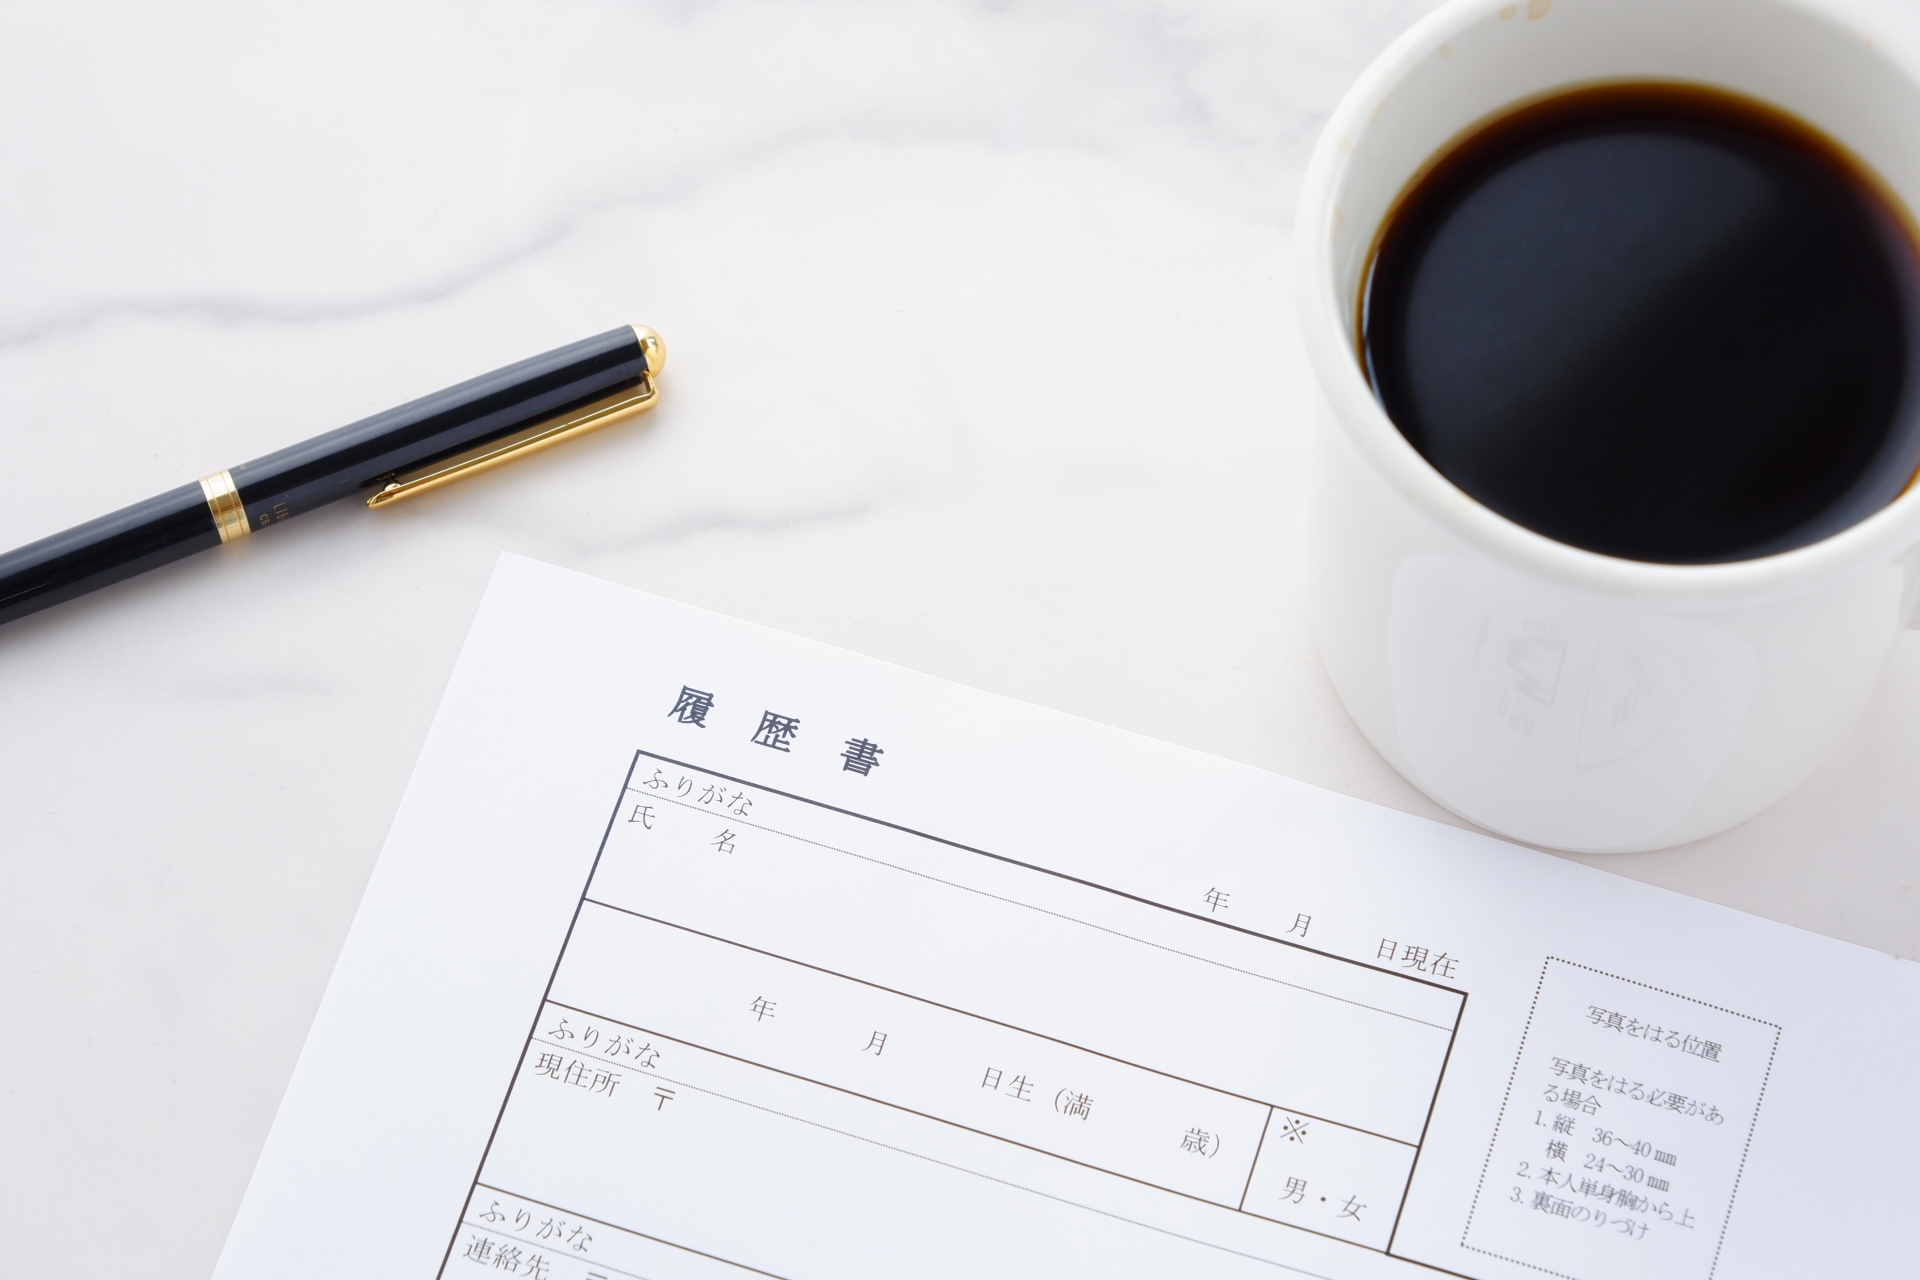 履歴書
年 月 日現在
ふりがな
氏 名
年 月 日生（満 歳）
※
男・女
ふりがな
現住所 〒
ふりがな
連絡先 〒
写真をはる位置
写真をはる必要があ
る場合
1. 縦 36～40㎜
横 24～30㎜
2. 本人単身胸から上
3. 裏面のりづけ